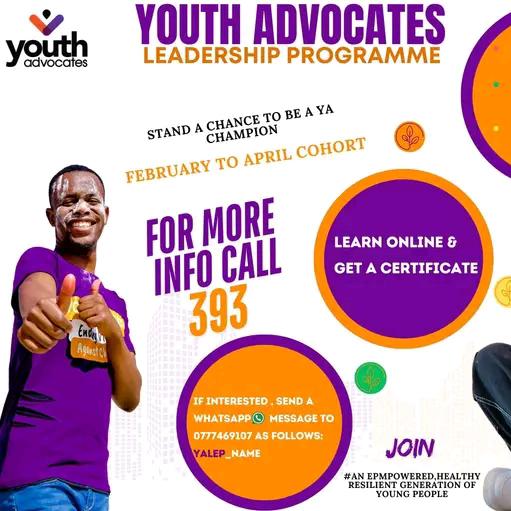 youth
advocates
YOUTH ADVOCATES
LEADERSHIP PROGRAMME
STAND A CHANCE TO BE A YA
CHAMPION
FEBRUARY TO APRIL COHORT
FOR MORE
INFO CALL
393
LEARN ONLINE &
GET A CERTIFICATE
Against
IF INTERESTED , SEND A
WHATSAPP MESSAGE TO
0777469107 AS FOLLOWS:
YALEP_NAME
JOIN
#AN EPMPOWERED,HEALTHY
RESILIENT GENERATION OF
YOUNG PEOPLE